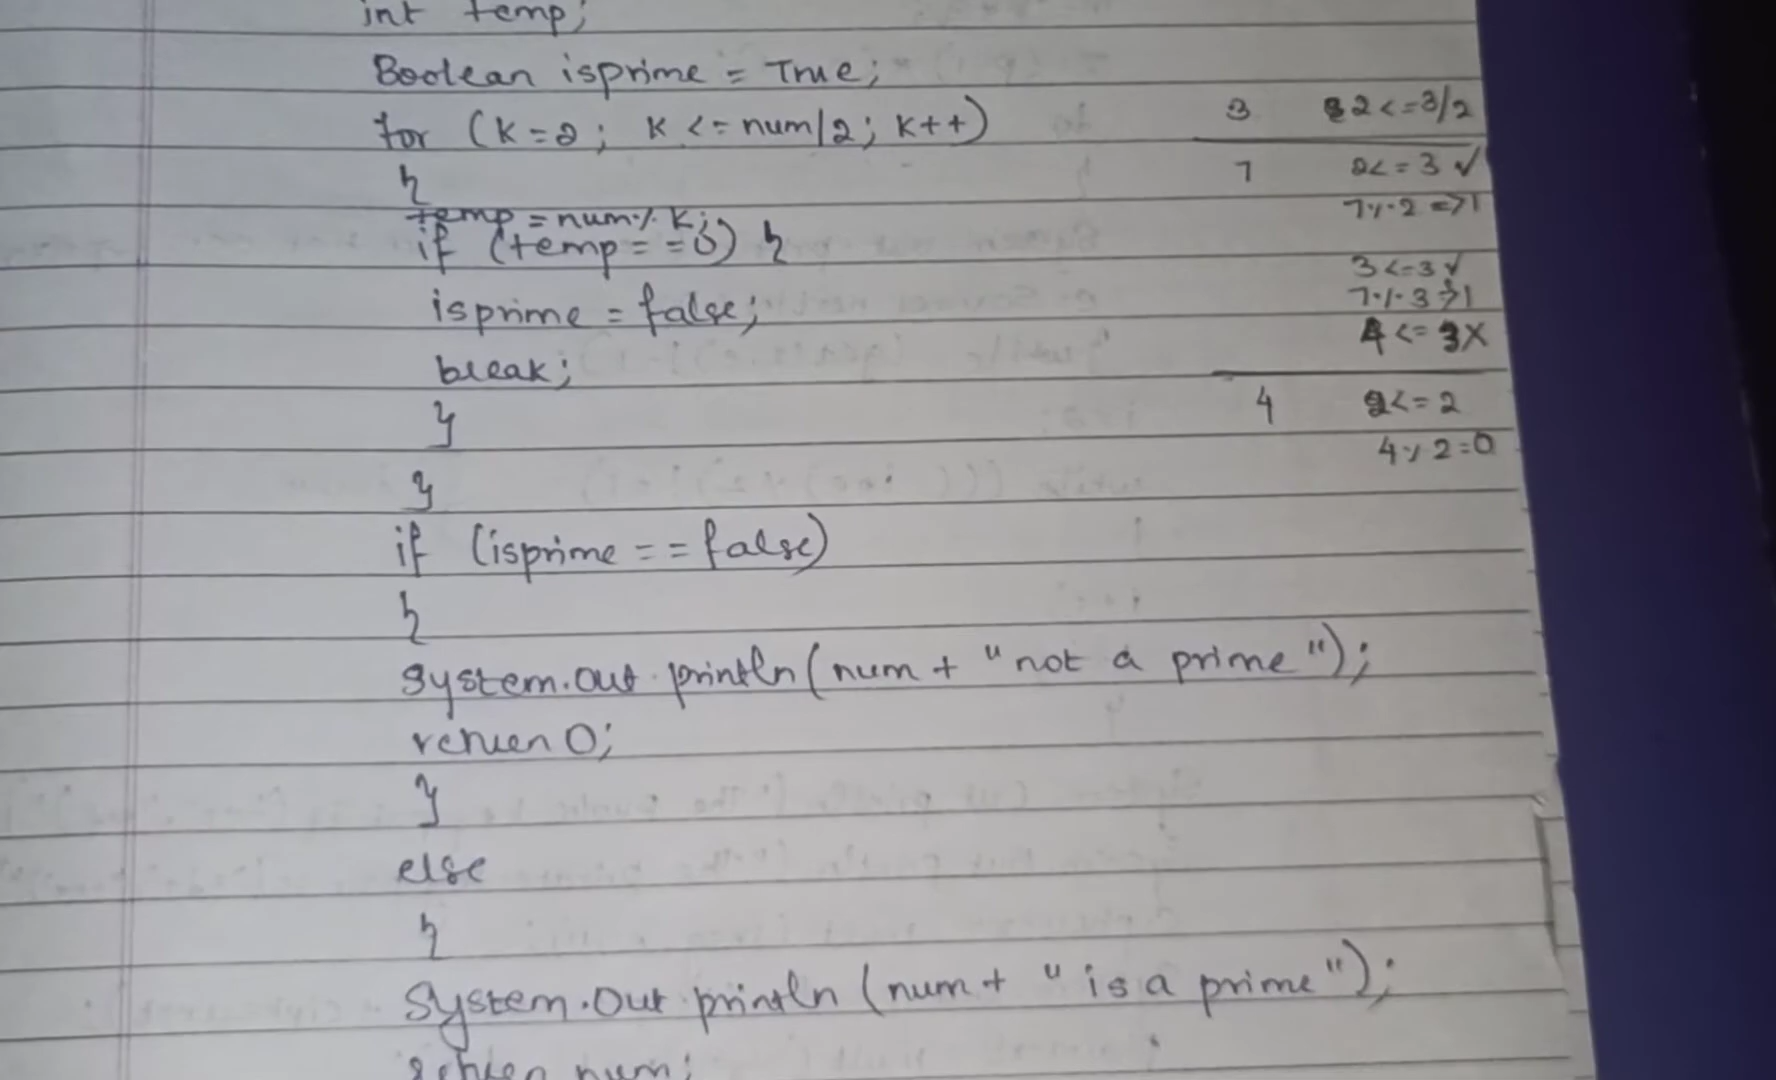 int temp;
Boolean isprime = True;
for (K=2; K <= num/2; K++)
{
temp = num % K;
if (temp==0) {
isprime = false;
break;
}
}
if (isprime == false)
{
System.out.println(num + "not a prime");
return 0;
}
else
{
System.out.println(num + "is a prime");
return num;
3 2<=3/2
7 2<=3 ✓
7%2 =>1
3<=3 ✓
7%3 =>1
4<=3 X
4 2<=2
4%2=0